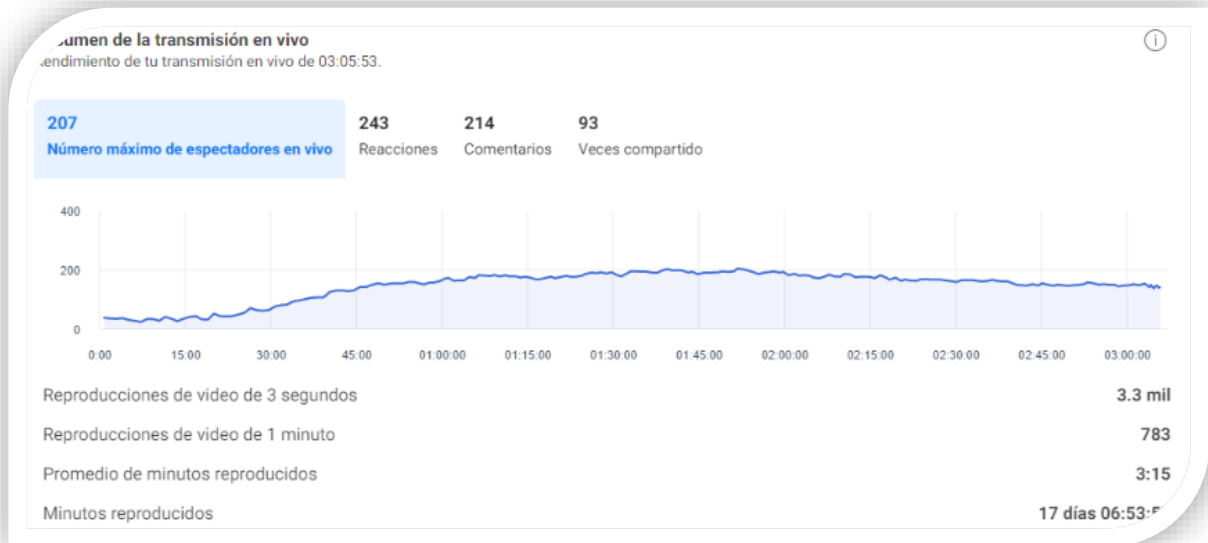 de la transmisión en vivo
de tu transmisión en vivo de 03:05:53.
207 243 214 93
Número máximo de espectadores en vivo Reacciones Comentarios Veces compartido
400
200
0
0:00 15:00 30:00 45:00 01:00:00 01:15:00 01:30:00 01:45:00 02:00:00 02:15:00 02:30:00 02:45:00 03:00:00
Reproducciones de video de 3 segundos 3.3 mil
Reproducciones de video de 1 minuto 783
Promedio de minutos reproducidos 3:15
Minutos reproducidos 17 días